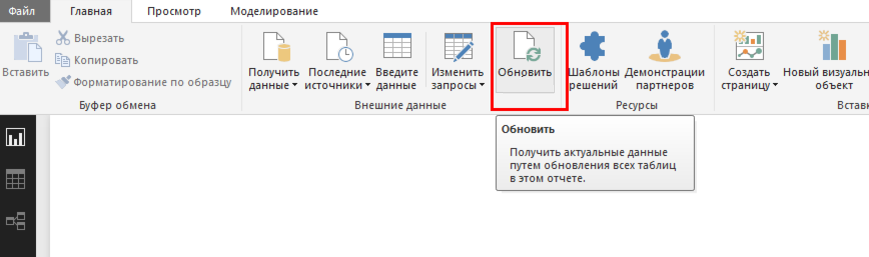 Файл Главная Просмотр Моделирование
Вырезать
Копировать
Форматирование по образцу
Вставить
Буфер обмена
Получить данные
Последние источники
Введите данные
Изменить запросы
Обновить
Внешние данные
Шаблоны решений
Демонстрации партнеров
Ресурсы
Создать страницу
Новый визуальн
объект
Встав
Обновить
Получить актуальные данные
путем обновления всех таблиц
в этом отчете.